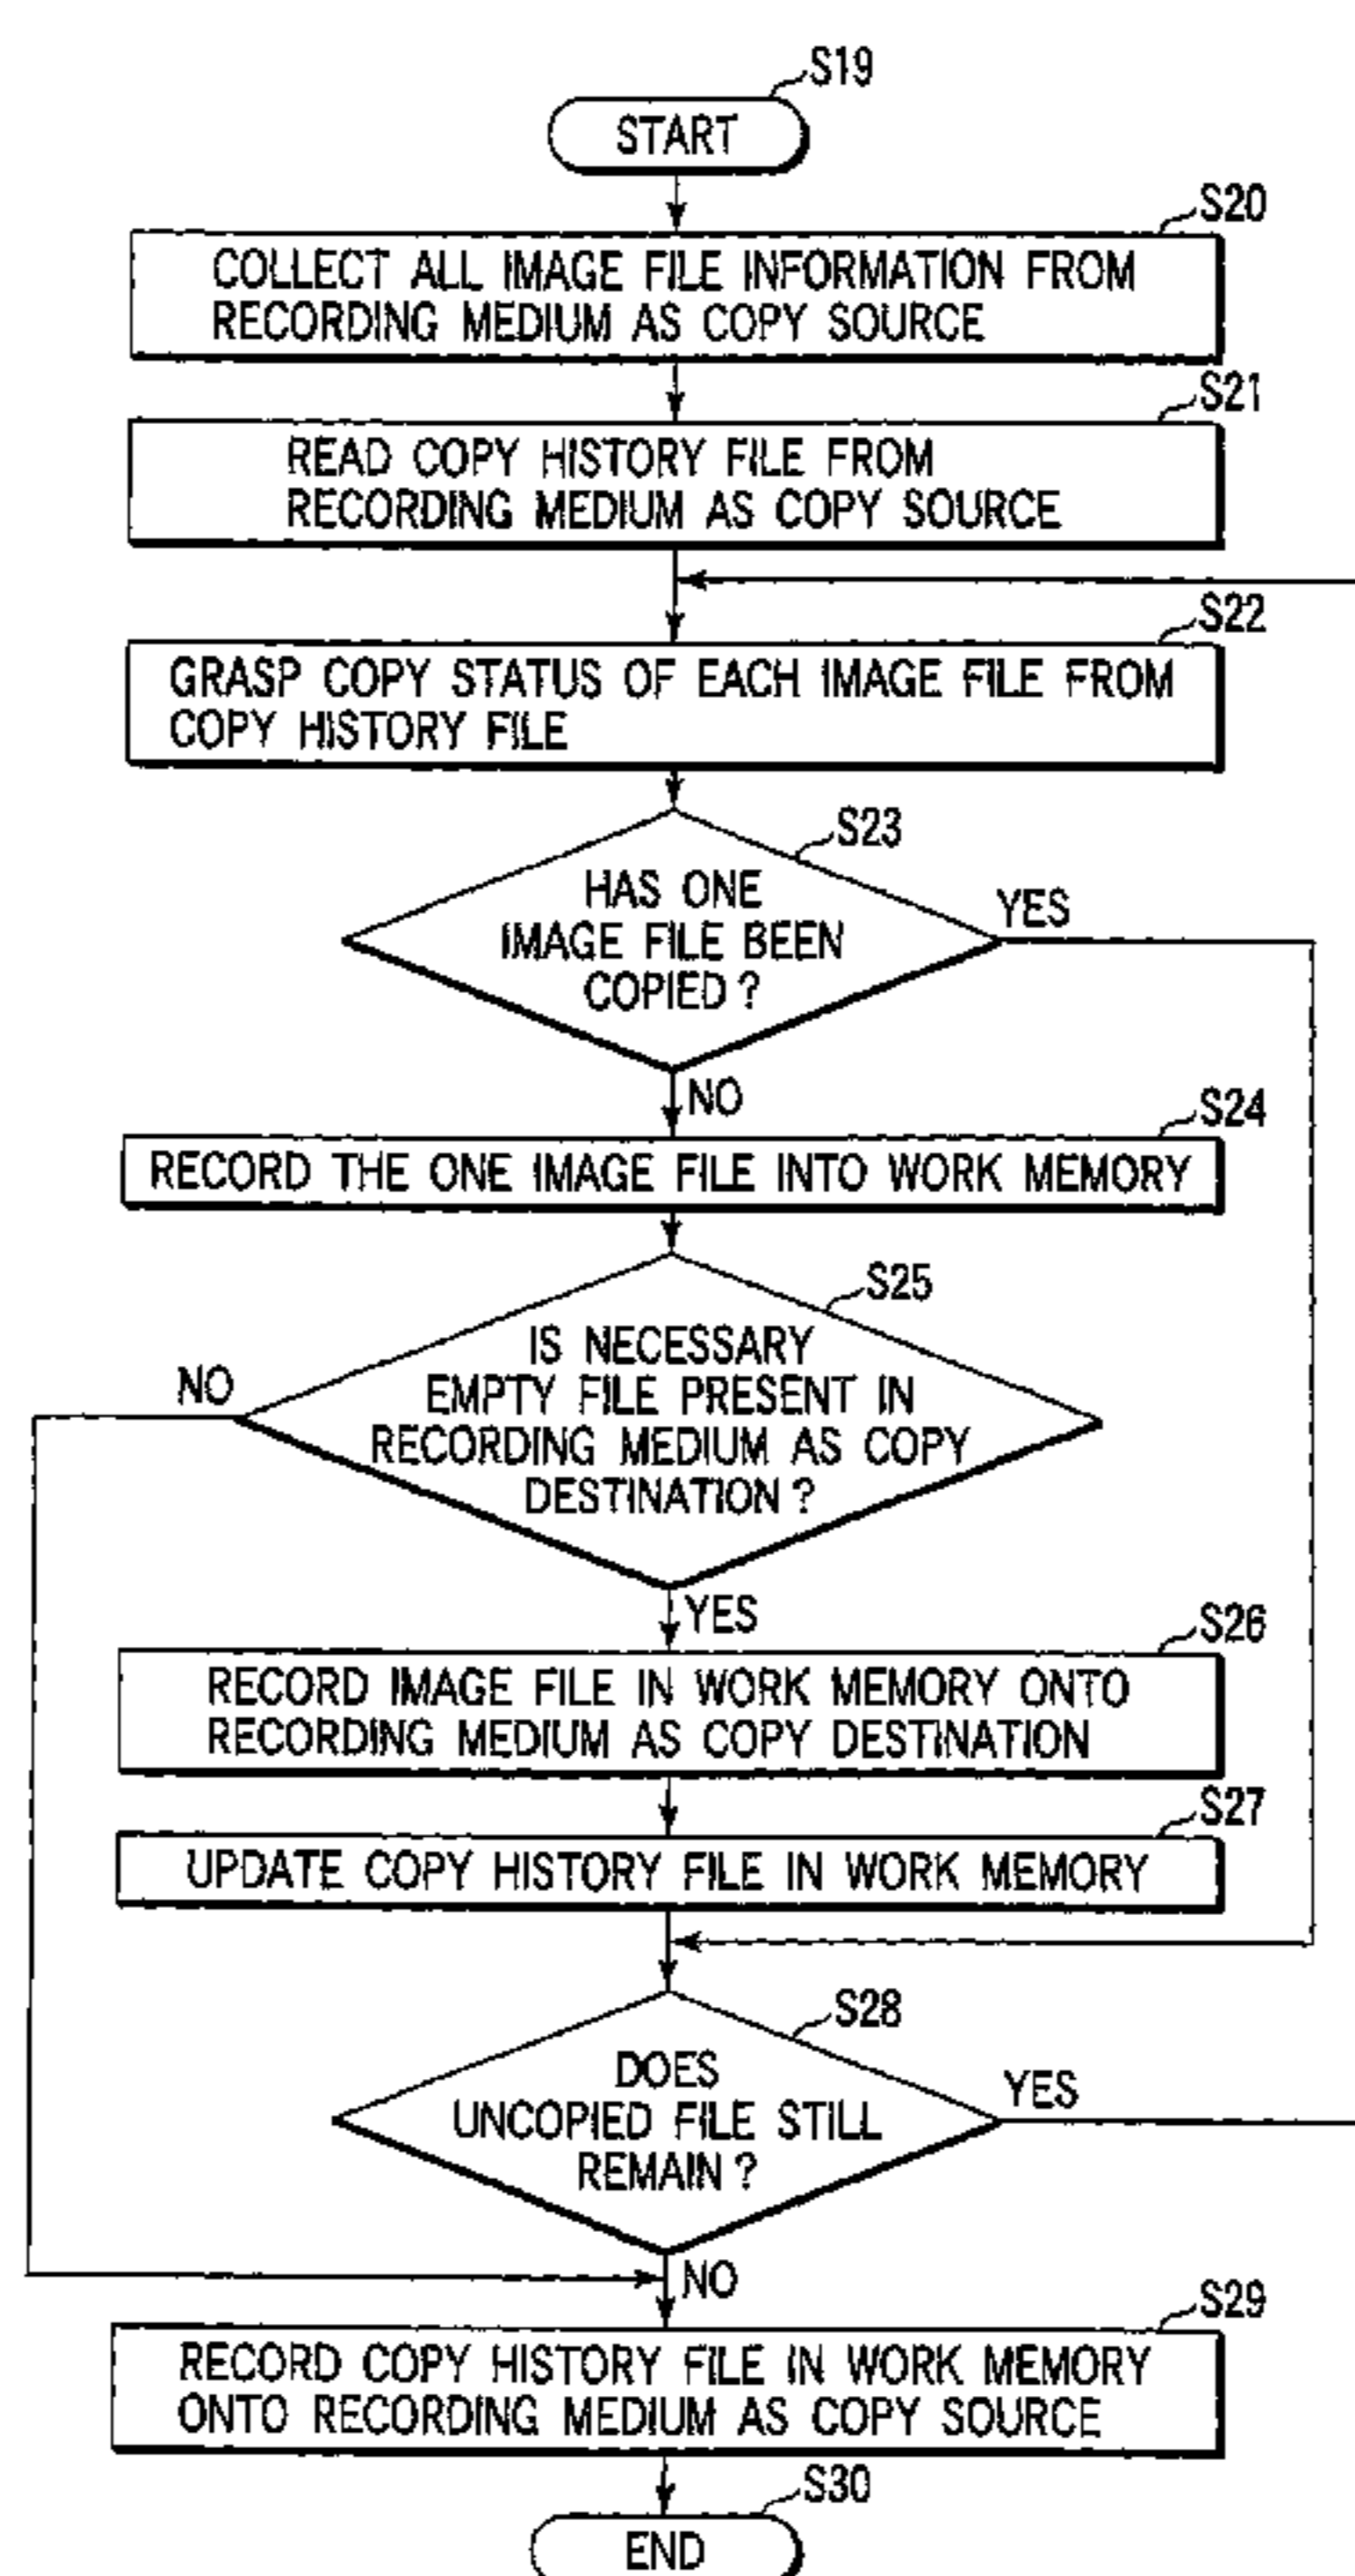 S19
START
S20
COLLECT ALL IMAGE FILE INFORMATION FROM
RECORDING MEDIUM AS COPY SOURCE
S21
READ COPY HISTORY FILE FROM
RECORDING MEDIUM AS COPY SOURCE
S22
GRASP COPY STATUS OF EACH IMAGE FILE FROM
COPY HISTORY FILE
S23
HAS ONE
IMAGE FILE BEEN
COPIED ?
YES
NO
S24
RECORD THE ONE IMAGE FILE INTO WORK MEMORY
S25
IS NECESSARY
EMPTY FILE PRESENT IN
RECORDING MEDIUM AS COPY
DESTINATION ?
NO
YES
S26
RECORD IMAGE FILE IN WORK MEMORY ONTO
RECORDING MEDIUM AS COPY DESTINATION
S27
UPDATE COPY HISTORY FILE IN WORK MEMORY
S28
DOES
UNCOPIED FILE STILL
REMAIN ?
YES
NO
S29
RECORD COPY HISTORY FILE IN WORK MEMORY
ONTO RECORDING MEDIUM AS COPY SOURCE
S30
END